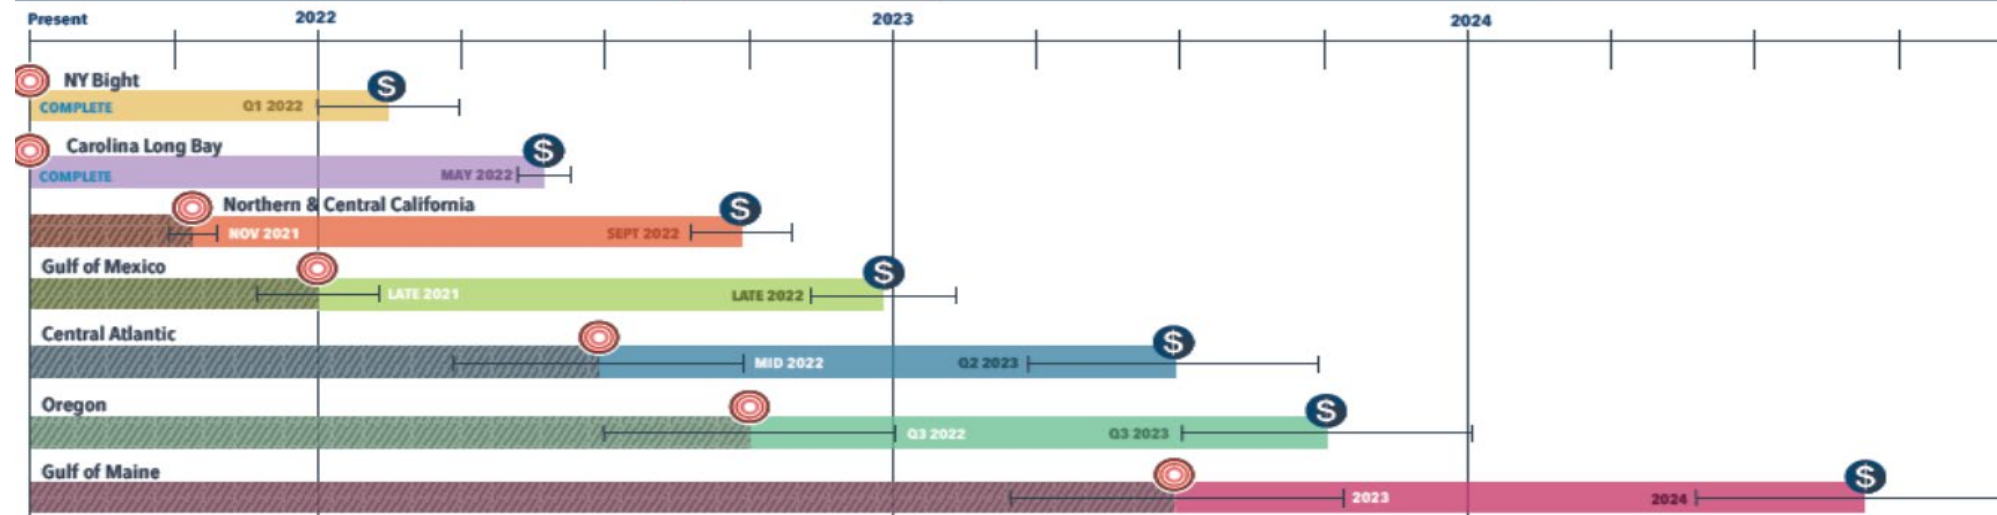 Present 2022 2023 2024
NY Bight
$
COMPLETE Q1 2022
Carolina Long Bay
$
COMPLETE MAY 2022
Northern & Central California
$
NOV 2021 SEPT 2022
Gulf of Mexico
$
LATE 2021 LATE 2022
Central Atlantic
$
MID 2022 Q2 2023
Oregon
$
Q3 2022 Q3 2023
Gulf of Maine
$
2023 2024